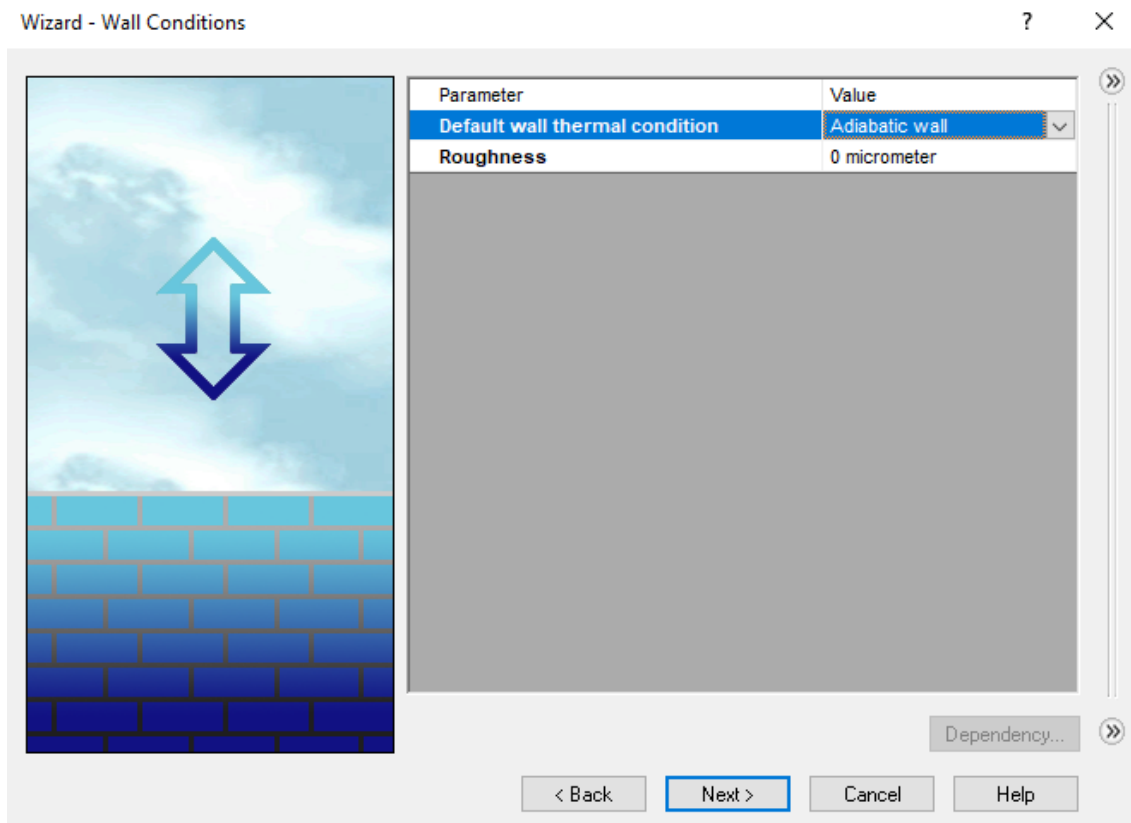 Wizard - Wall Conditions ?
Parameter Value
Default wall thermal condition Adiabatic wall
Roughness 0 micrometer
Dependency...
< Back Next > Cancel Help